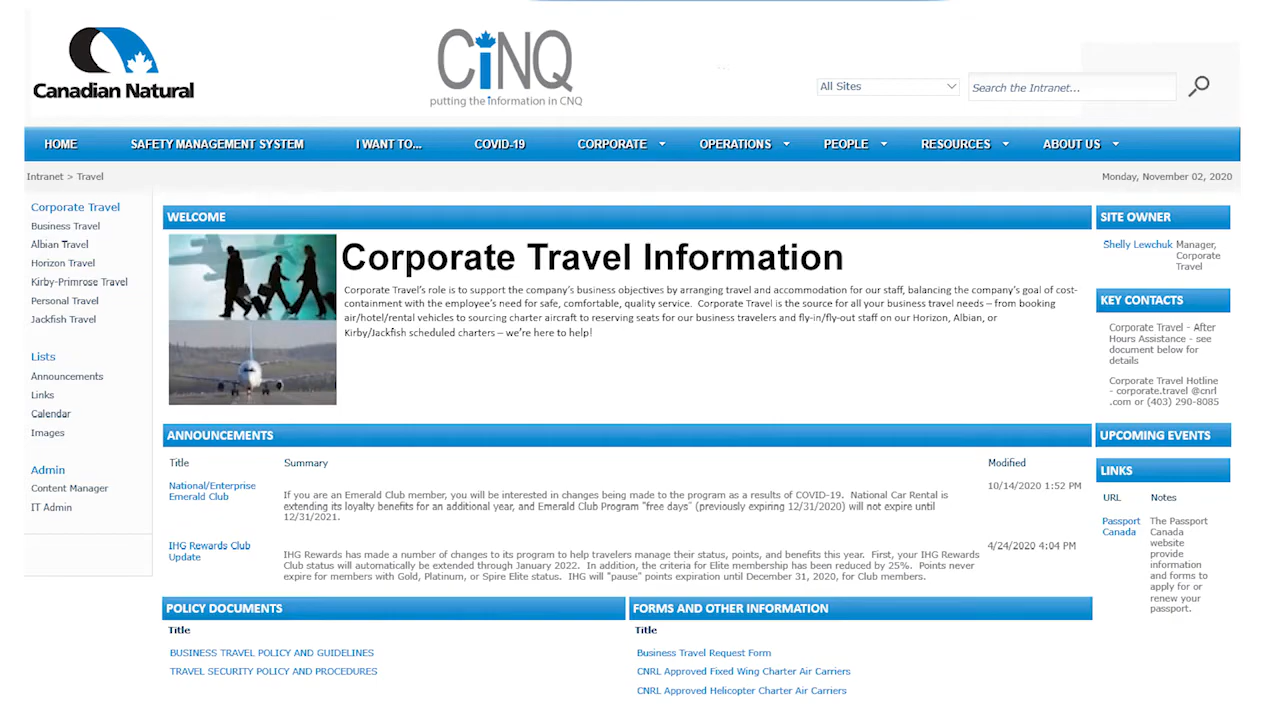 Canadian Natural
CiNQ
putting the information in CNQ
All Sites
Search the Intranet...
HOME
SAFETY MANAGEMENT SYSTEM
I WANT TO...
COVID-19
CORPORATE
OPERATIONS
PEOPLE
RESOURCES
ABOUT US
Intranet > Travel
Monday, November 02, 2020
Corporate Travel
Business Travel
Albian Travel
Horizon Travel
Kirby-Primrose Travel
Personal Travel
Jackfish Travel
Lists
Announcements
Links
Calendar
Images
Admin
Content Manager
IT Admin
WELCOME
Corporate Travel Information
Corporate Travel's role is to support the company's business objectives by arranging travel and accommodation for our staff, balancing the company's goal of cost-
containment with the employee's need for safe, comfortable, quality service. Corporate Travel is the source for all your business travel needs – from booking
air/hotel/rental vehicles to sourcing charter aircraft to reserving seats for our business travelers and fly-in/fly-out staff on our Horizon, Albian, or
Kirby/Jackfish scheduled charters – we're here to help!
ANNOUNCEMENTS
Title Summary Modified
National/Enterprise
Emerald Club
If you are an Emerald Club member, you will be interested in changes being made to the program as a results of COVID-19. National Car Rental is
extending its loyalty benefits for an additional year, and Emerald Club Program "free days" (previously expiring 12/31/2020) will not expire until
12/31/2021.
10/14/2020 1:52 PM
IHG Rewards Club
Update
IHG Rewards has made a number of changes to its program to help travelers manage their status, points, and benefits this year. First, your IHG Rewards
Club status will automatically be extended through January 2022. In addition, the criteria for Elite membership has been reduced by 25%. Points never
expire for members with Gold, Platinum, or Spire Elite status. IHG will "pause" points expiration until December 31, 2020, for Club members.
4/24/2020 4:04 PM
POLICY DOCUMENTS
Title
BUSINESS TRAVEL POLICY AND GUIDELINES
TRAVEL SECURITY POLICY AND PROCEDURES
FORMS AND OTHER INFORMATION
Title
Business Travel Request Form
CNRL Approved Fixed Wing Charter Air Carriers
CNRL Approved Helicopter Charter Air Carriers
SITE OWNER
Shelly Lewchuk Manager,
Corporate
Travel
KEY CONTACTS
Corporate Travel - After
Hours Assistance - see
document below for
details
Corporate Travel Hotline
- corporate.travel @cnrl
.com or (403) 290-8085
UPCOMING EVENTS
LINKS
URL Notes
Passport
Canada
The Passport
Canada
website
provide
information
and forms to
apply for or
renew your
passport.